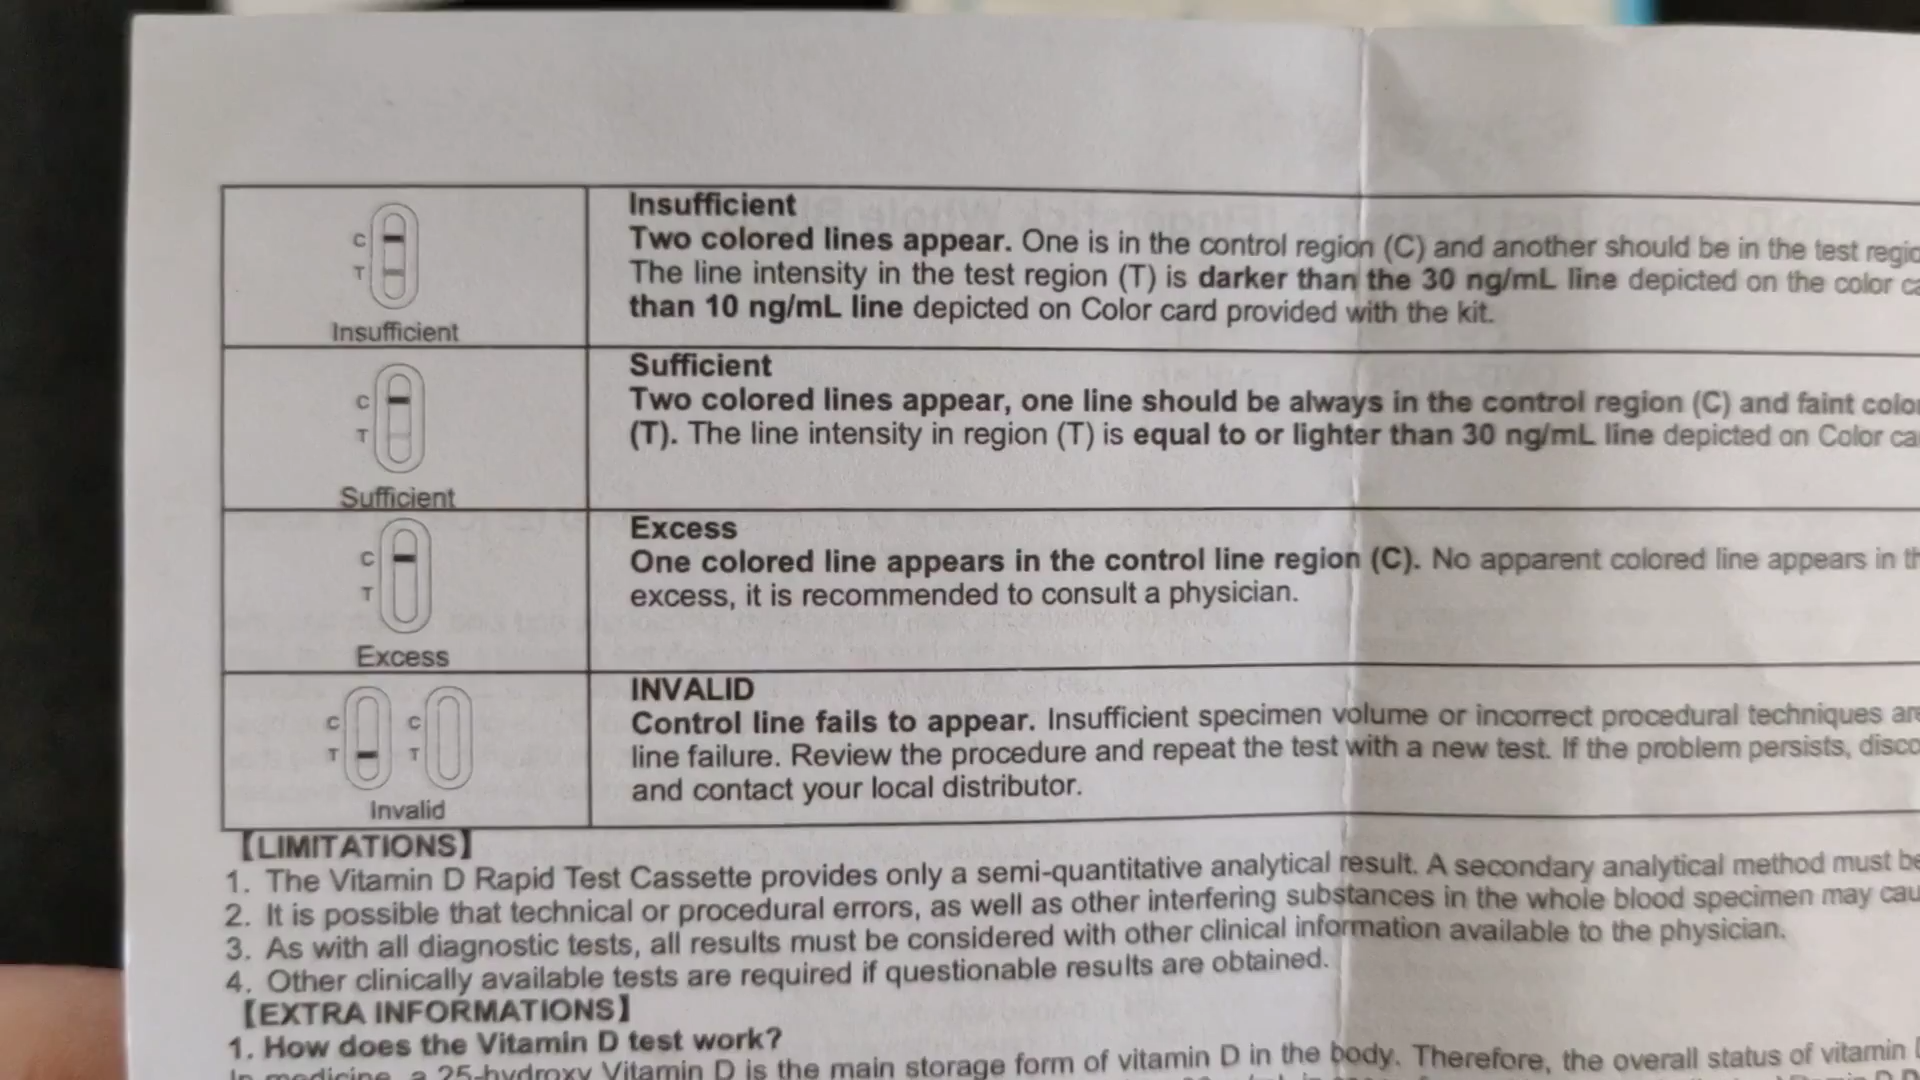 Insufficient
C
Two colored lines appear. One is in the control region (C) and another should be in the test
T
The line intensity in the test region (T) is darker than the 30 ng/mL line depicted on the color
than 10 ng/mL line depicted on Color card provided with the kit.
Insufficient
Sufficient
C
Two colored lines appear, one line should be always in the control region (C) and faint
T
(T). The line intensity in region (T) is equal to or lighter than 30 ng/mL line depicted on Color
Sufficient
Excess
C
One colored line appears in the control line region (C). No apparent colored line appears in
T
excess, it is recommended to consult a physician.
Excess
INVALID
C C
Control line fails to appear. Insufficient specimen volume or incorrect procedural techniques
T T
line failure. Review the procedure and repeat the test with a new test. If the problem persists,
and contact your local distributor.
Invalid
【LIMITATIONS】
1. The Vitamin D Rapid Test Cassette provides only a semi-quantitative analytical result. A secondary analytical method must
2. It is possible that technical or procedural errors, as well as other interfering substances in the whole blood specimen may
3. As with all diagnostic tests, all results must be considered with other clinical information available to the physician.
4. Other clinically available tests are required if questionable results are obtained.
【EXTRA INFORMATIONS】
1. How does the Vitamin D test work?
In medicine, a 25-hydroxy Vitamin D is the main storage form of vitamin D in the body. Therefore, the overall status of vitamin